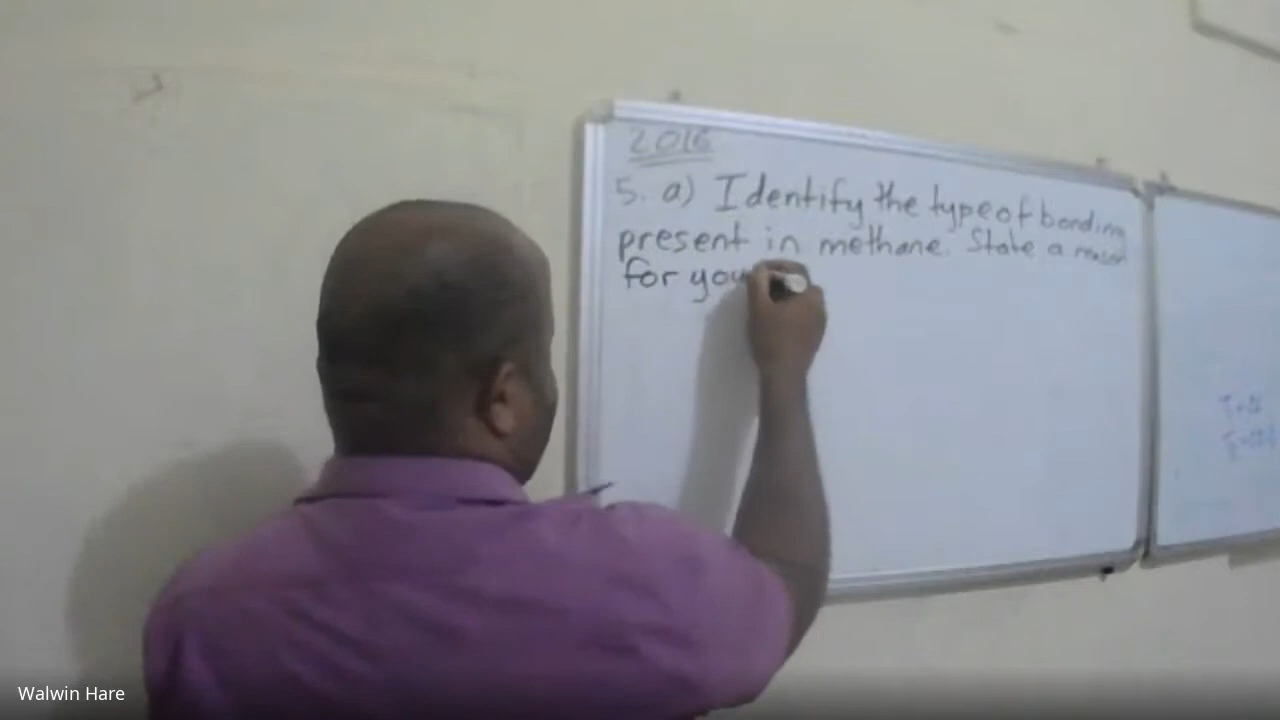 2016
5. a) Identify the type of bonding
present in methane. State a reason
for you
Walwin Hare